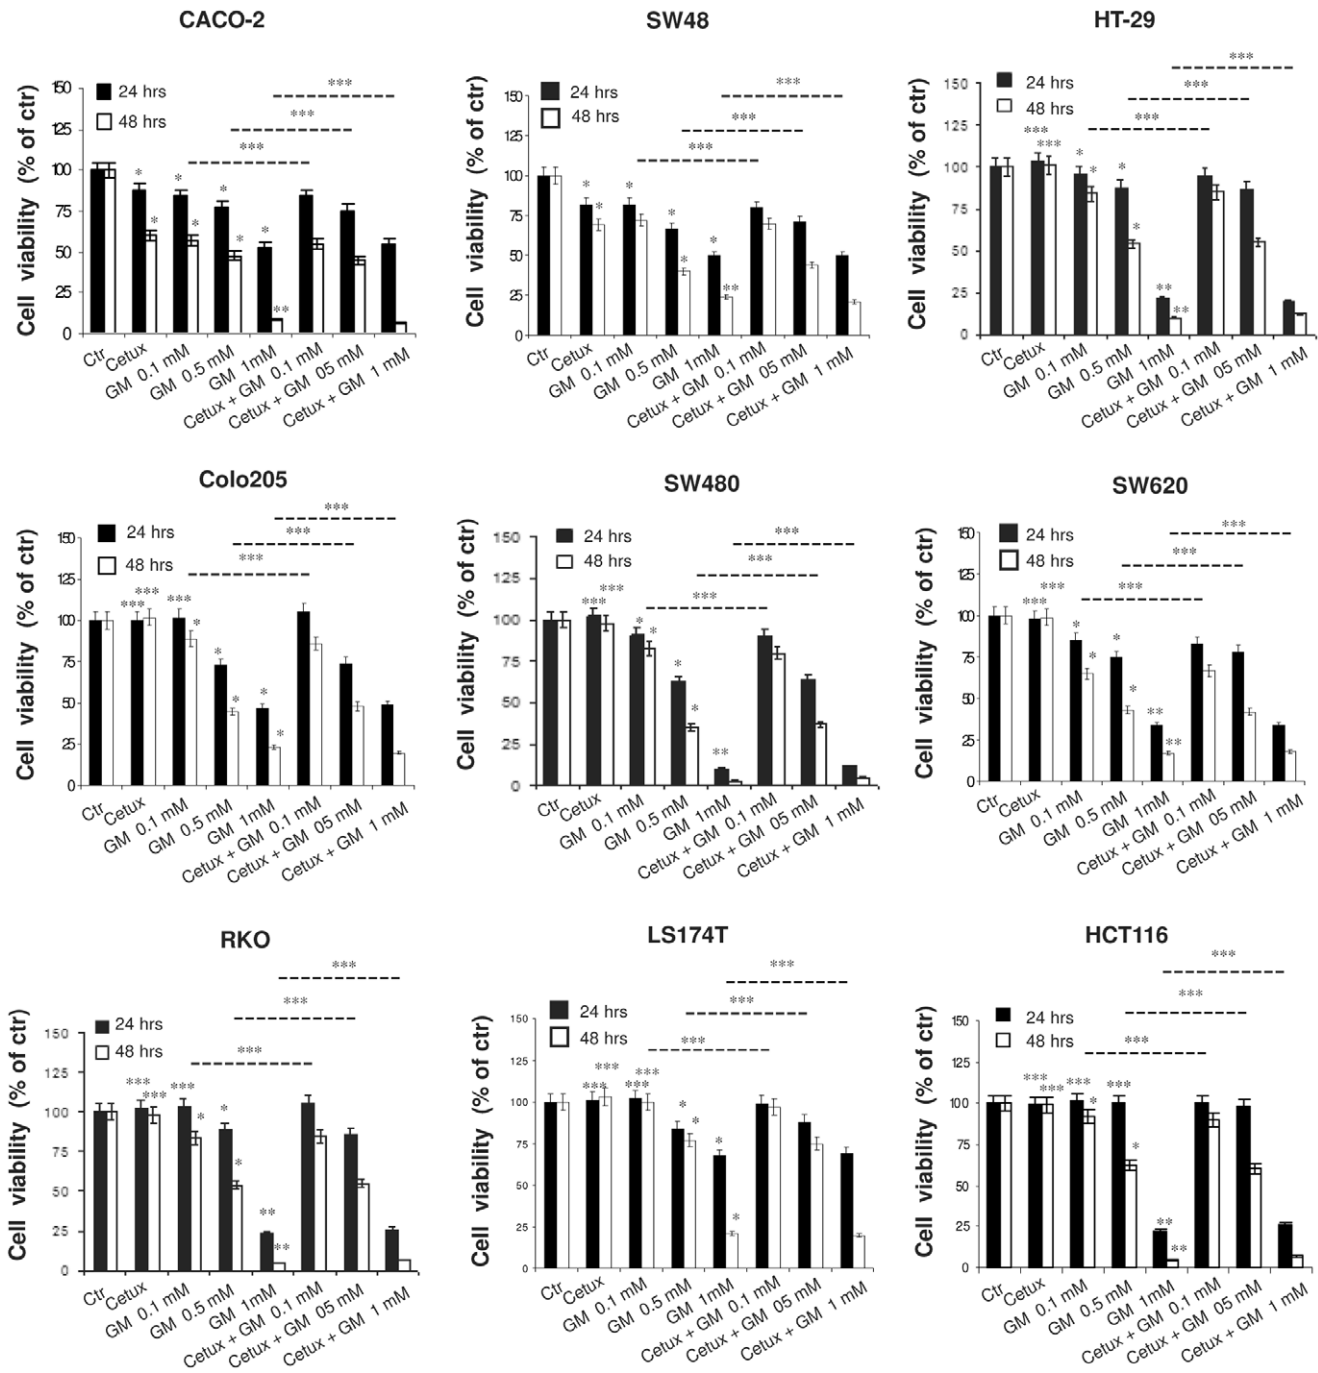 CACO-2
Cell viability (% of ctr)
150
125
100
75
50
25
0
24 hrs
48 hrs
***
***
***
* * * * * * * * **
Ctr
Cetux
GM 0.1 mM
GM 0.5 mM
GM 1mM
Cetux + GM 0.1 mM
Cetux + GM 05 mM
Cetux + GM 1 mM
SW48
Cell viability (% of ctr)
150
125
100
75
50
25
0
24 hrs
48 hrs
***
***
***
* * * * * * **
Ctr
Cetux
GM 0.1 mM
GM 0.5 mM
GM 1mM
Cetux + GM 0.1 mM
Cetux + GM 05 mM
Cetux + GM 1 mM
HT-29
Cell viability (% of ctr)
150
125
100
75
50
25
0
24 hrs
48 hrs
***
***
***
*** *** * * * * ** **
Ctr
Cetux
GM 0.1 mM
GM 0.5 mM
GM 1mM
Cetux + GM 0.1 mM
Cetux + GM 05 mM
Cetux + GM 1 mM
Colo205
Cell viability (% of ctr)
150
125
100
75
50
25
0
24 hrs
48 hrs
***
***
***
*** *** *** * * * * *
Ctr
Cetux
GM 0.1 mM
GM 0.5 mM
GM 1mM
Cetux + GM 0.1 mM
Cetux + GM 05 mM
Cetux + GM 1 mM
SW480
Cell viability (% of ctr)
150
125
100
75
50
25
0
24 hrs
48 hrs
***
***
***
*** *** * * * * **
Ctr
Cetux
GM 0.1 mM
GM 0.5 mM
GM 1mM
Cetux + GM 0.1 mM
Cetux + GM 05 mM
Cetux + GM 1 mM
SW620
Cell viability (% of ctr)
150
125
100
75
50
25
0
24 hrs
48 hrs
***
***
***
*** *** * * * * ** **
Ctr
Cetux
GM 0.1 mM
GM 0.5 mM
GM 1mM
Cetux + GM 0.1 mM
Cetux + GM 05 mM
Cetux + GM 1 mM
RKO
Cell viability (% of ctr)
150
125
100
75
50
25
0
24 hrs
48 hrs
***
***
***
*** *** *** * * * ** **
Ctr
Cetux
GM 0.1 mM
GM 0.5 mM
GM 1mM
Cetux + GM 0.1 mM
Cetux + GM 05 mM
Cetux + GM 1 mM
LS174T
Cell viability (% of ctr)
150
125
100
75
50
25
0
24 hrs
48 hrs
***
***
***
*** *** *** *** * * * *
Ctr
Cetux
GM 0.1 mM
GM 0.5 mM
GM 1mM
Cetux + GM 0.1 mM
Cetux + GM 05 mM
Cetux + GM 1 mM
HCT116
Cell viability (% of ctr)
150
125
100
75
50
25
0
24 hrs
48 hrs
***
***
***
*** *** *** * *** * ** **
Ctr
Cetux
GM 0.1 mM
GM 0.5 mM
GM 1mM
Cetux + GM 0.1 mM
Cetux + GM 05 mM
Cetux + GM 1 mM